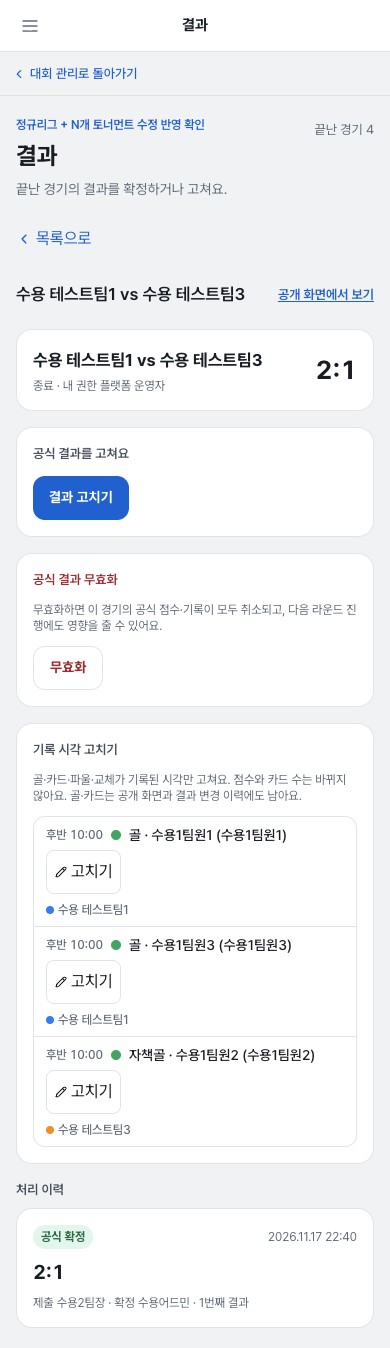 결과
대회 관리로 돌아가기
정규리그 + N개 토너먼트 수정 반영 확인
끝난 경기 4
결과
끝난 경기의 결과를 확정하거나 고쳐요.
목록으로
수용 테스트팀1 vs 수용 테스트팀3
공개 화면에서 보기
수용 테스트팀1 vs 수용 테스트팀3
2:1
종료 · 내 권한 플랫폼 운영자
공식 결과를 고쳐요
결과 고치기
공식 결과 무효화
무효화하면 이 경기의 공식 점수·기록이 모두 취소되고, 다음 라운드 진
행에도 영향을 줄 수 있어요.
무효화
기록 시각 고치기
골·카드·파울·교체가 기록된 시각만 고쳐요. 점수와 카드 수는 바뀌지
않아요. 골·카드는 공개 화면과 결과 변경 이력에도 남아요.
후반 10:00 골 · 수용1팀원1 (수용1팀원1)
고치기
수용 테스트팀1
후반 10:00 골 · 수용1팀원3 (수용1팀원3)
고치기
수용 테스트팀1
후반 10:00 자책골 · 수용1팀원2 (수용1팀원2)
고치기
수용 테스트팀3
처리 이력
공식 확정
2026.11.17 22:40
2:1
제출 수용2팀장 · 확정 수용어드민 · 1번째 결과